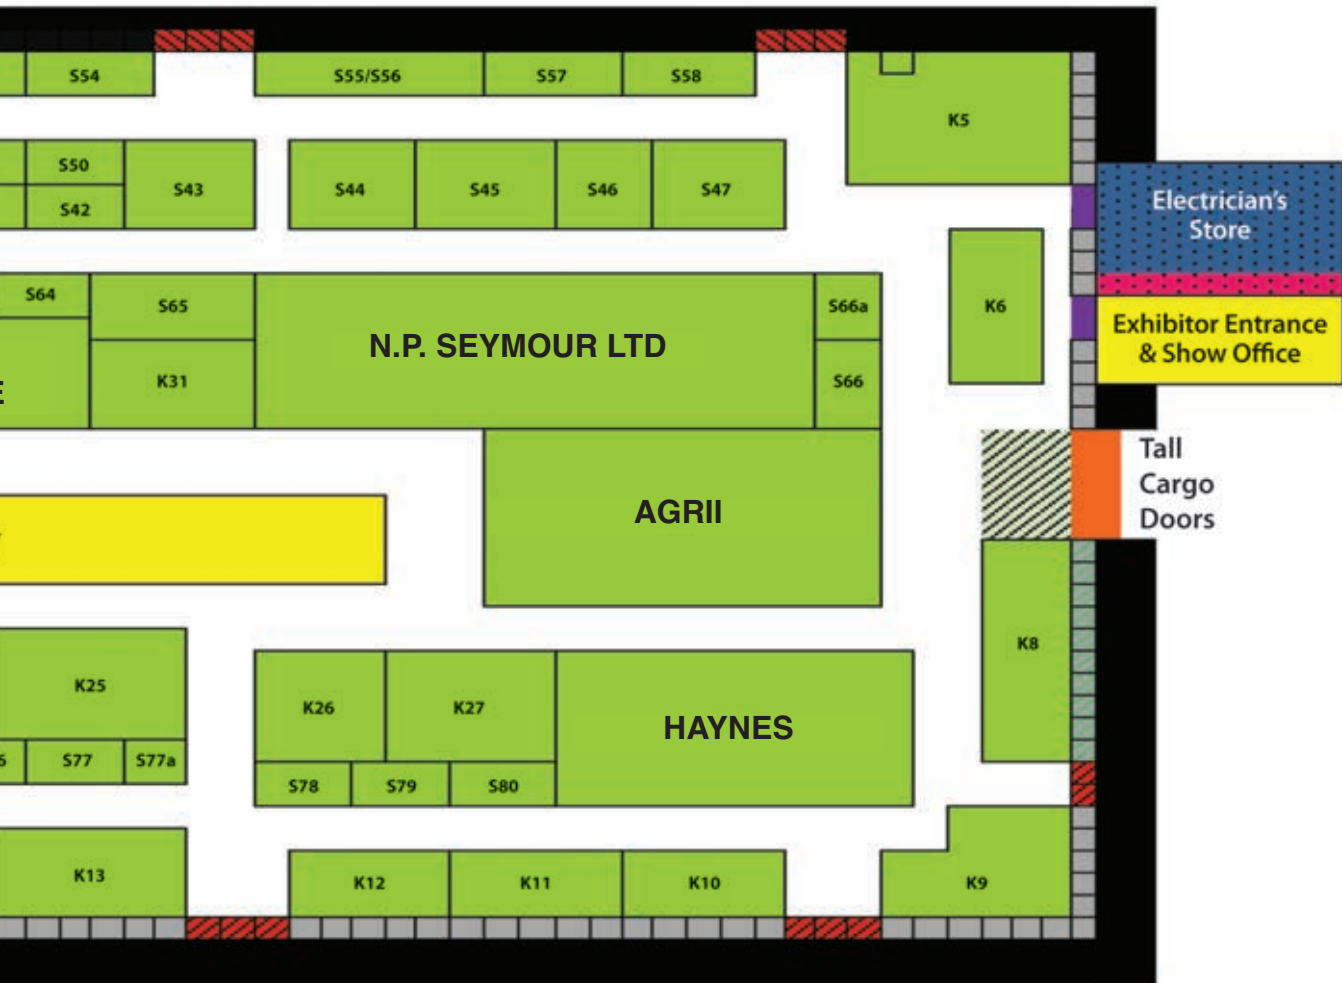 S54
S55/S56
S57
S58
K5
S50
S42
S43
S44
S45
S46
S47
Electrician's
Store
S64
S65
K31
N.P. SEYMOUR LTD
S66a
S66
K6
Exhibitor Entrance
& Show Office
E
AGRII
Tall
Cargo
Doors
K8
K25
K26
K27
HAYNES
S77
S77a
S78
S79
S80
K13
K12
K11
K10
K9